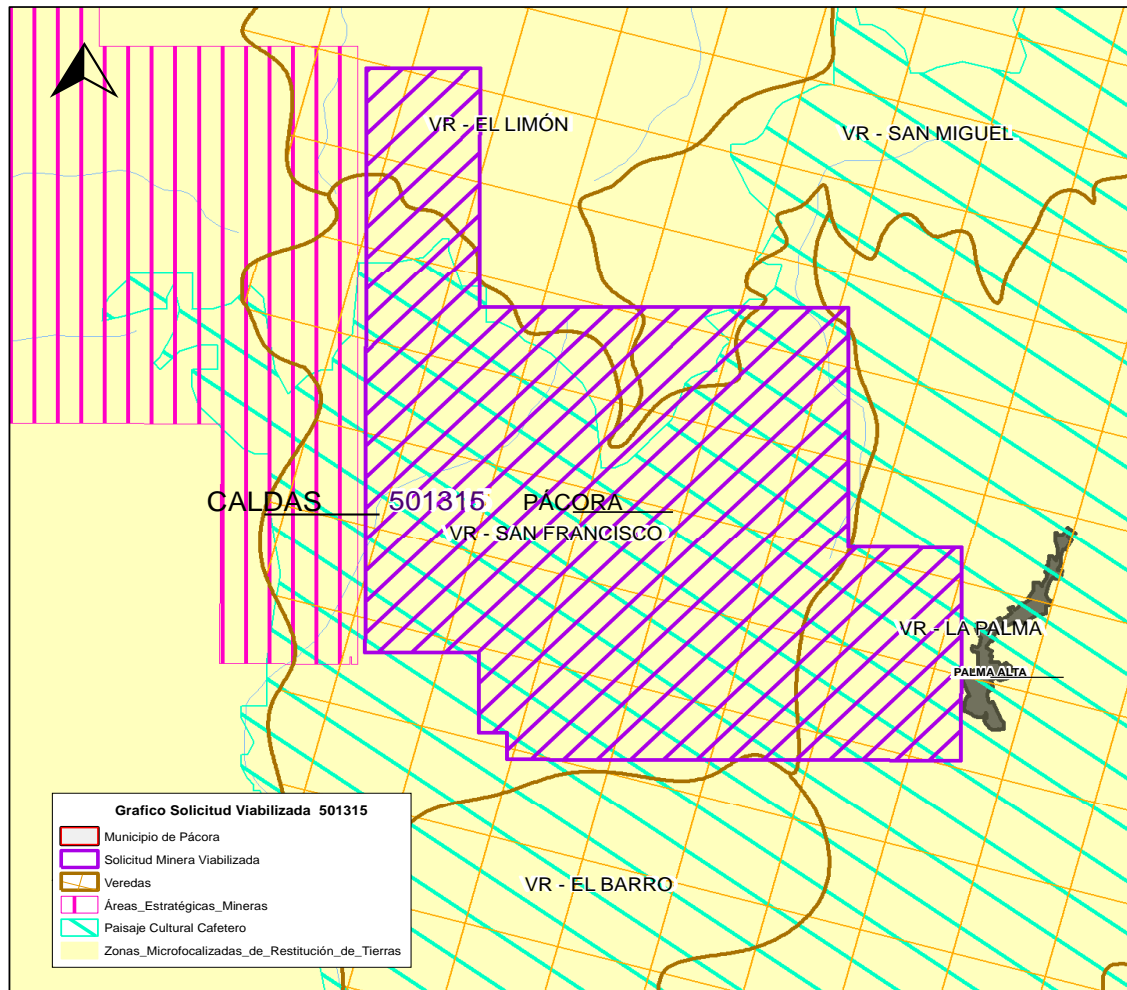 VR - EL LIMÓN
VR - SAN MIGUEL
CALDAS
501315
PÁCORA
VR - SAN FRANCISCO
VR - LA PALMA
PALMA ALTA
VR - EL BARRO
Grafico Solicitud Viabilizada 501315
Municipio de Pácora
Solicitud Minera Viabilizada
Veredas
Áreas_Estratégicas_Mineras
Paisaje Cultural Cafetero
Zonas_Microfocalizadas_de_Restitución_de_Tierras